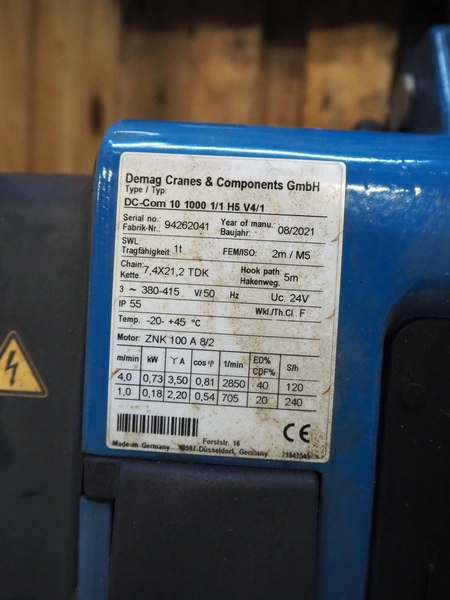 Demag Cranes & Components GmbH
Type / Typ:
DC-Com 10 1000 1/1 H5 V4/1
Serial no.: 94262041 Year of manu.: 08/2021
Fabrik-Nr.: Baujahr:
SWL 1t FEM/ISO: 2m / M5
Tragfähigkeit:
Chain: 7,4X21,2 TDK Hook path 5m
Kette: Hakenweg:
3 ~ 380-415 V/ 50 Hz Uc 24V
IP 55 Wkl./Th.Cl F
Temp. -20- +45 °C
Motor: ZNK 100 A 8/2
m/min kW Y A cos φ 1/min ED% CDF% S/h
4,0 0,73 3,50 0,81 2850 40 120
1,0 0,18 2,20 0,54 705 20 240
CE
Forststr. 16
Made in Germany 40597 Düsseldorf, Germany 71847045